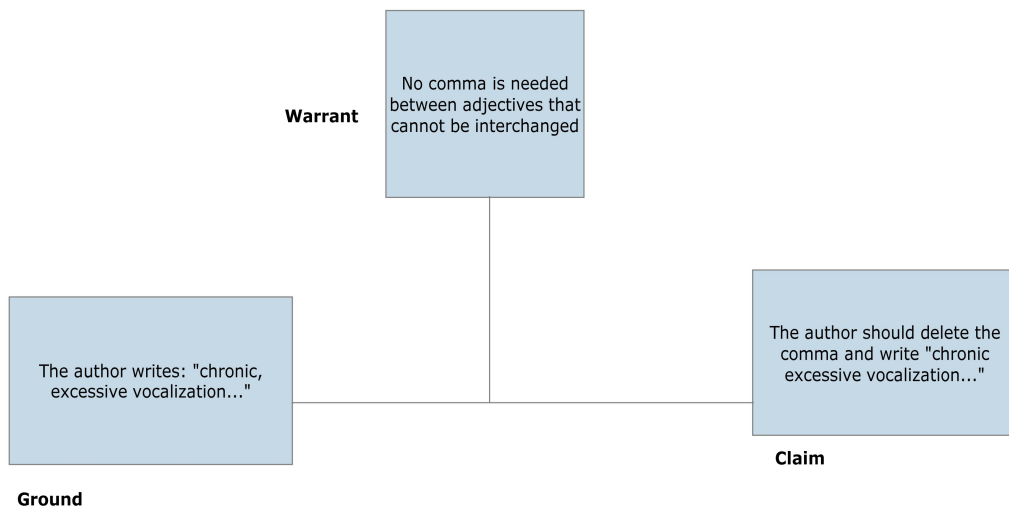 No comma is needed
between adjectives that
cannot be interchanged
Warrant
The author writes: "chronic,
excessive vocalization..."
Ground
The author should delete the
comma and write "chronic
excessive vocalization..."
Claim